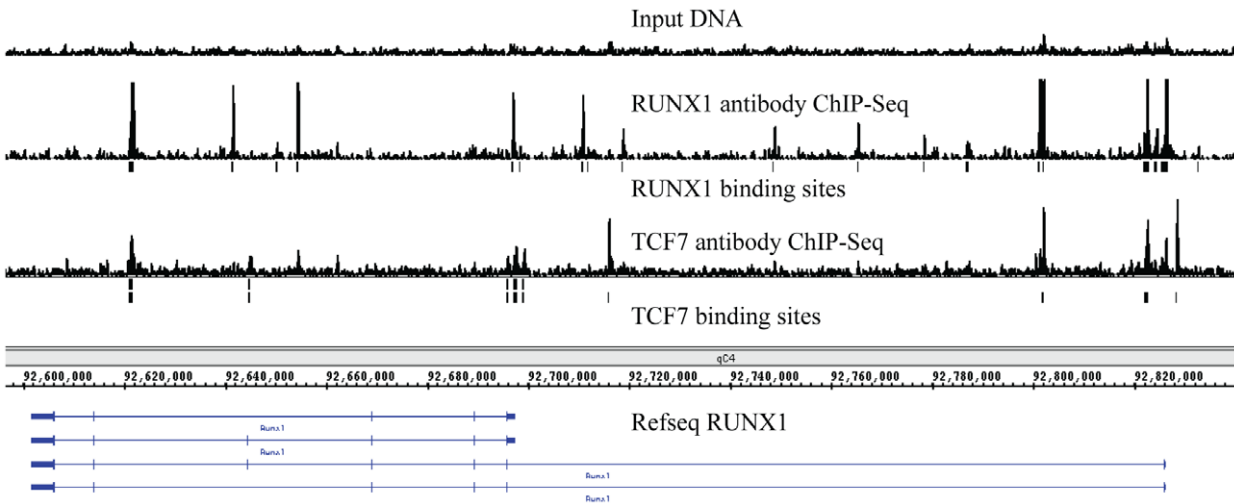 Input DNA
RUNX1 antibody ChIP-Seq
RUNX1 binding sites
TCF7 antibody ChIP-Seq
TCF7 binding sites
qC4
92,600,000 92,620,000 92,640,000 92,660,000 92,680,000 92,700,000 92,720,000 92,740,000 92,760,000 92,780,000 92,800,000 92,820,000
Refseq RUNX1
Runx1
Runx1
Runx1
Runx1